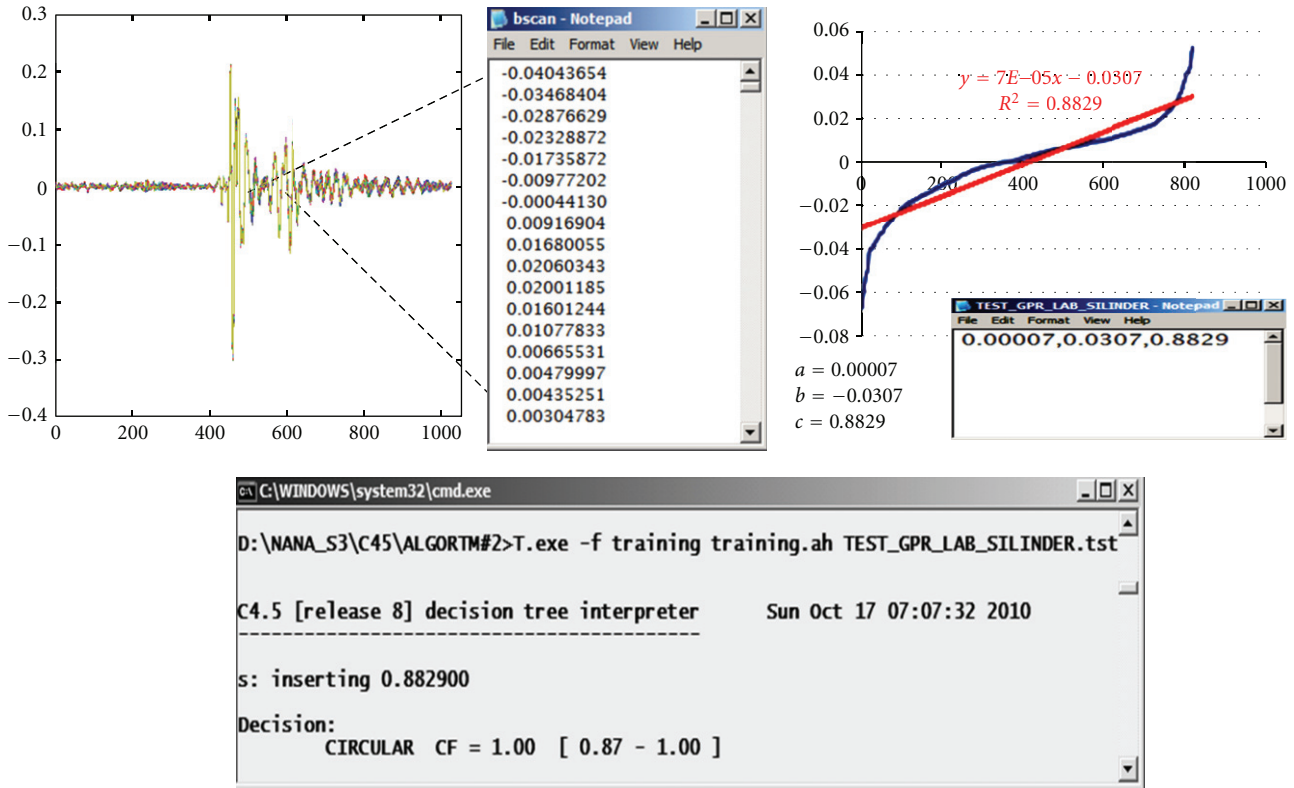 0.3
0.2
0.1
0
−0.1
−0.2
−0.3
−0.4
0 200 400 600 800 1000
bscan - Notepad
File Edit Format View Help
-0.04043654
-0.03468404
-0.02876629
-0.02328872
-0.01735872
-0.00977202
-0.00044130
0.00916904
0.01680055
0.02060343
0.02001185
0.01601244
0.01077833
0.00665531
0.00479997
0.00435251
0.00304783
0.06
0.04
0.02
0
−0.02
−0.04
−0.06
−0.08
0 200 400 600 800 1000
y = 7E−05x − 0.0307
R² = 0.8829
a = 0.00007
b = −0.0307
c = 0.8829
TEST_GPR_LAB_SILINDER - Notepad
File Edit Format View Help
0.00007,0.0307,0.8829
C:\WINDOWS\system32\cmd.exe
D:\NANA_S3\C45\ALGORTM#2>T.exe -f training training.ah TEST_GPR_LAB_SILINDER.tst
C4.5 [release 8] decision tree interpreter Sun Oct 17 07:07:32 2010
------------------------------------------
s: inserting 0.882900
Decision:
CIRCULAR CF = 1.00 [ 0.87 - 1.00 ]